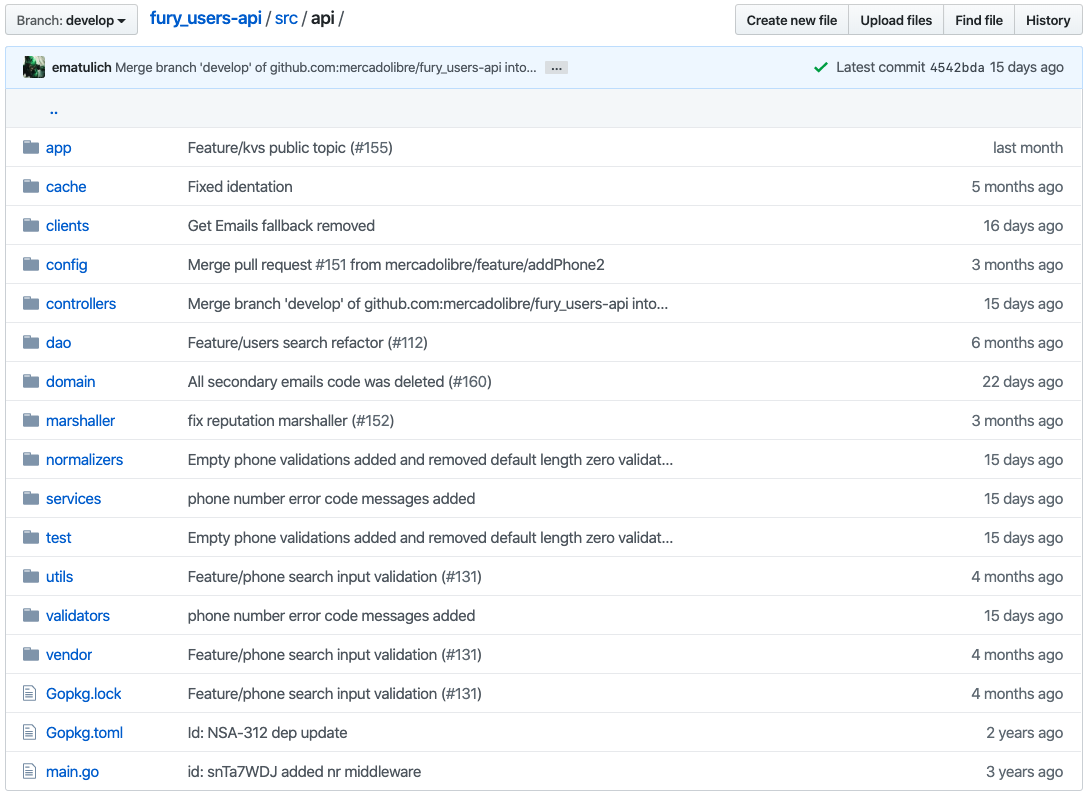 Branch: develop fury_users-api / src / api / Create new file Upload files Find file History
ematulich Merge branch 'develop' of github.com:mercadolibre/fury_users-api into... ... Latest commit 4542bda 15 days ago
..
app Feature/kvs public topic (#155) last month
cache Fixed identation 5 months ago
clients Get Emails fallback removed 16 days ago
config Merge pull request #151 from mercadolibre/feature/addPhone2 3 months ago
controllers Merge branch 'develop' of github.com:mercadolibre/fury_users-api into... 15 days ago
dao Feature/users search refactor (#112) 6 months ago
domain All secondary emails code was deleted (#160) 22 days ago
marshaller fix reputation marshaller (#152) 3 months ago
normalizers Empty phone validations added and removed default length zero validat... 15 days ago
services phone number error code messages added 15 days ago
test Empty phone validations added and removed default length zero validat... 15 days ago
utils Feature/phone search input validation (#131) 4 months ago
validators phone number error code messages added 15 days ago
vendor Feature/phone search input validation (#131) 4 months ago
Gopkg.lock Feature/phone search input validation (#131) 4 months ago
Gopkg.toml Id: NSA-312 dep update 2 years ago
main.go id: snTa7WDJ added nr middleware 3 years ago